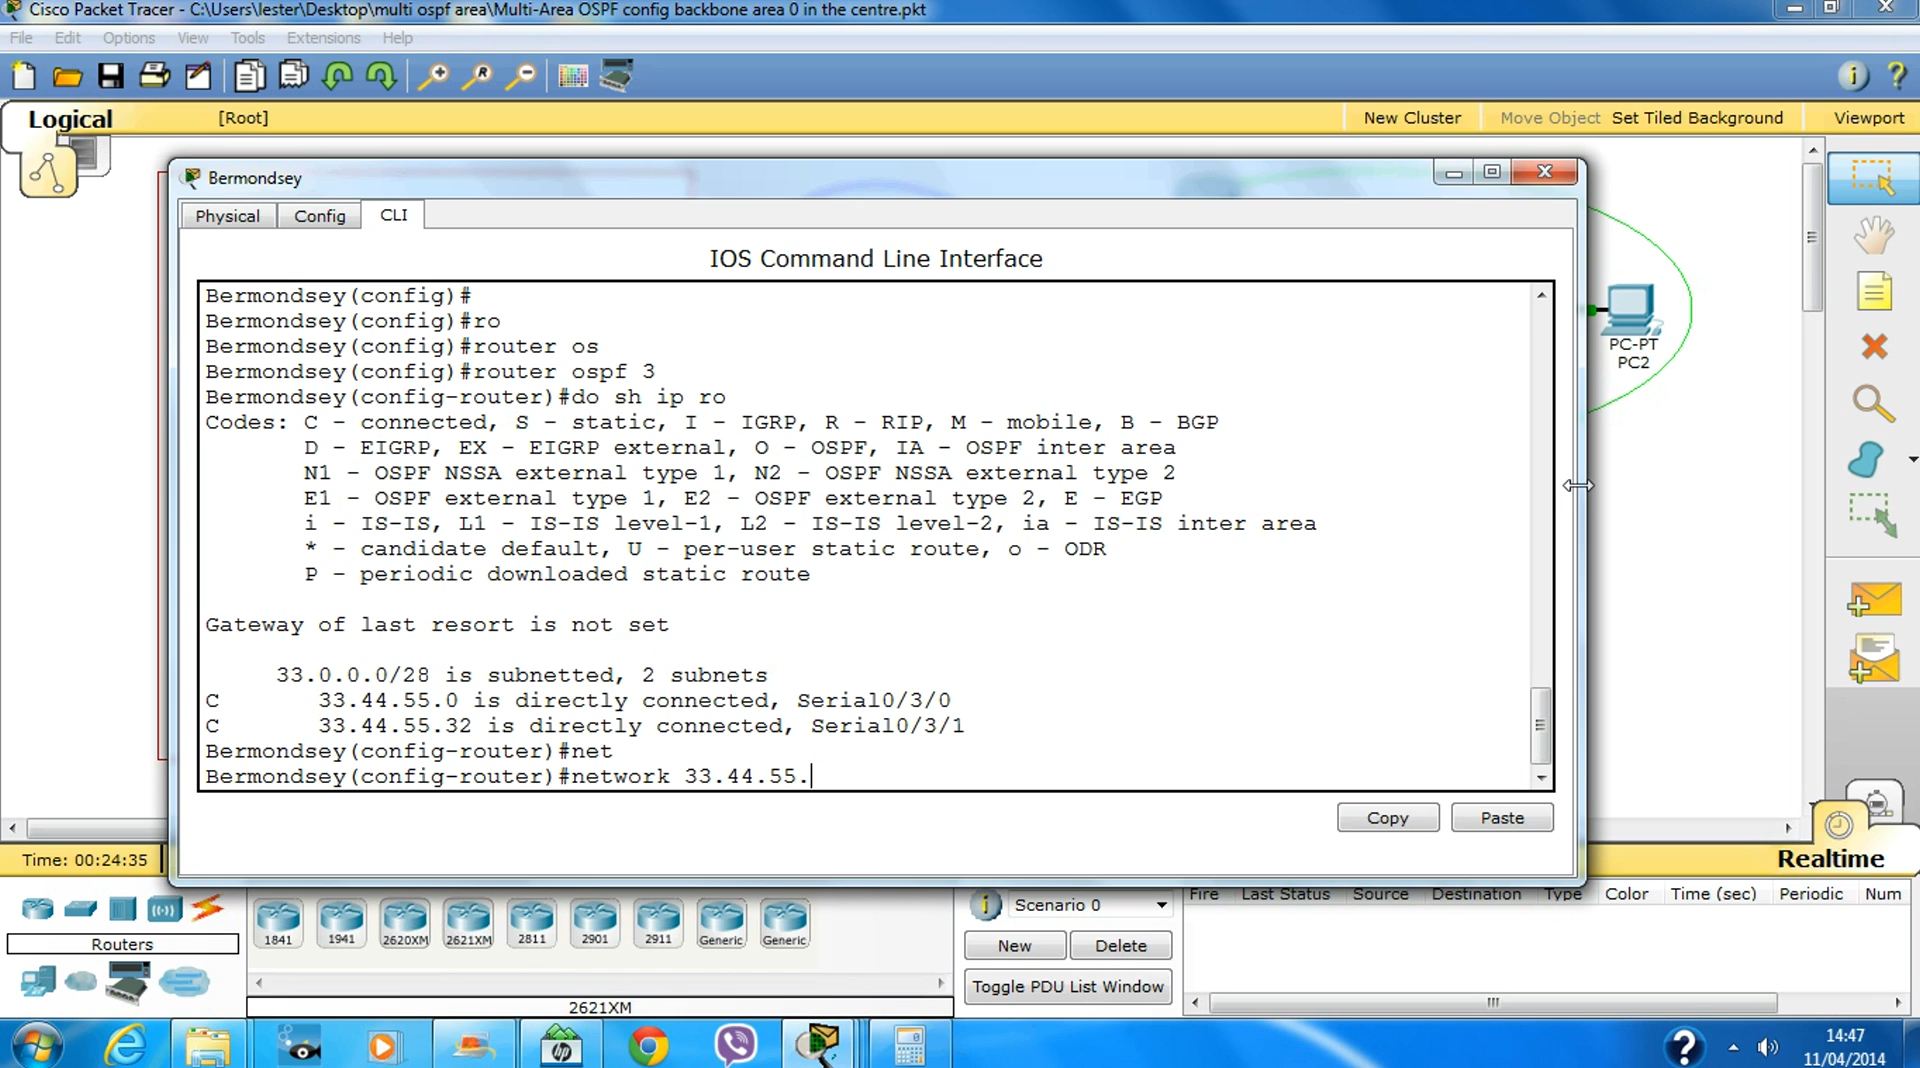 Cisco Packet Tracer - C:\Users\lester\Desktop\multi ospf area\Multi-Area OSPF config backbone area 0 in the centre.pkt
File Edit Options View Tools Extensions Help
Logical [Root] New Cluster Move Object Set Tiled Background Viewport
Bermondsey
Physical Config CLI
IOS Command Line Interface
Bermondsey(config)#
Bermondsey(config)#ro
Bermondsey(config)#router os
Bermondsey(config)#router ospf 3
Bermondsey(config-router)#do sh ip ro
Codes: C - connected, S - static, I - IGRP, R - RIP, M - mobile, B - BGP
D - EIGRP, EX - EIGRP external, O - OSPF, IA - OSPF inter area
N1 - OSPF NSSA external type 1, N2 - OSPF NSSA external type 2
E1 - OSPF external type 1, E2 - OSPF external type 2, E - EGP
i - IS-IS, L1 - IS-IS level-1, L2 - IS-IS level-2, ia - IS-IS inter area
* - candidate default, U - per-user static route, o - ODR
P - periodic downloaded static route
Gateway of last resort is not set
33.0.0.0/28 is subnetted, 2 subnets
C 33.44.55.0 is directly connected, Serial0/3/0
C 33.44.55.32 is directly connected, Serial0/3/1
Bermondsey(config-router)#net
Bermondsey(config-router)#network 33.44.55.
Copy Paste
PC-PT
PC2
Time: 00:24:35
Realtime
Routers
1841 1941 2620XM 2621XM 2811 2901 2911 Generic Generic
2621XM
Scenario 0
New Delete
Toggle PDU List Window
Fire Last Status Source Destination Type Color Time (sec) Periodic Num
14:47
11/04/2014